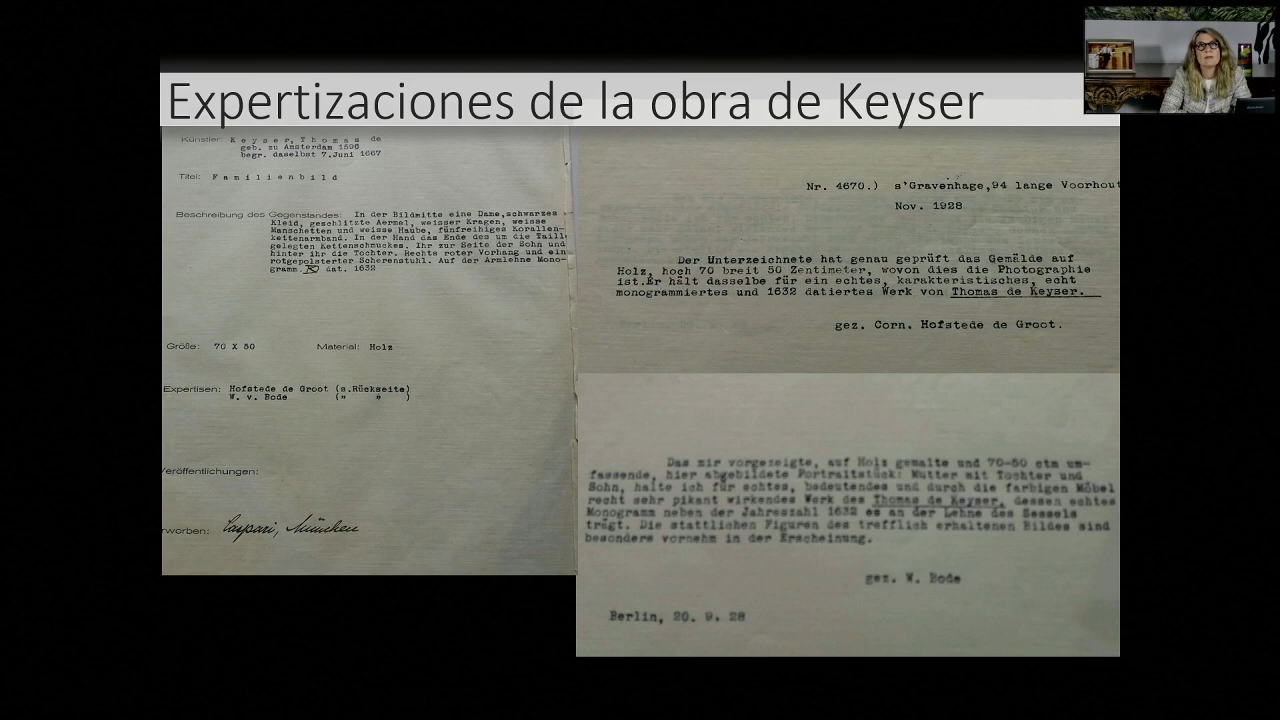 Expertizaciones de la obra de Keyser
Künstler: Keyser, Thomas de
geb. zu Amsterdam 1596
begr. daselbst 7.Juni 1667
Titel: Familienbild
Beschreibung des Gegenstandes: In der Bildmitte eine Dame,schwarzes
Kleid, geschlitzte Aermel, weisser Kragen, weisse
Manschetten und weisse Haube, fünfreihiges Korallen-
kettenarmband. In der Hand das Ende des um die Taill
gelegten Kettenschmuckes. Ihr zur Seite der Sohn und
hinter ihr die Tochter. Rechts roter Vorhang und ein
rotgepolsterter Scherenstuhl. Auf der Armlehne Mono-
gramm dat. 1632
Größe: 70 X 50 Material: Holz
Expertisen: Hofstede de Groot (s.Rückseite)
W. v. Bode (" " )
Veröffentlichungen:
rworben: Caspari, München
Nr. 4670.) s'Gravenhage,94 lange Voorhout
Nov. 1928
Der Unterzeichnete hat genau geprüft das Gemälde auf
Holz, hoch 70 breit 50 Zentimeter, wovon dies die Photographie
ist.Er hält dasselbe für ein echtes, karakteristisches, echt
monogrammiertes und 1632 datiertes Werk von Thomas de Keyser.
gez. Corn. Hofstede de Groot.
Das mir vorgezeigte, auf Holz gemalte und 70-50 ctm um-
fassende, hier abgebildete Portraitstück: Mutter mit Tochter und
Sohn, halte ich für echtes, bedeutendes und durch die farbigen Möbel
recht sehr pikant wirkendes Werk des Thomas de Keyser, dessen echtes
Monogramm neben der Jahreszahl 1632 es an der Lehne des Sessels
trägt. Die stattlichen Figuren des trefflich erhaltenen Bildes sind
besonders vornehm in der Erscheinung.
gez. W. Bode
Berlin, 20. 9. 28